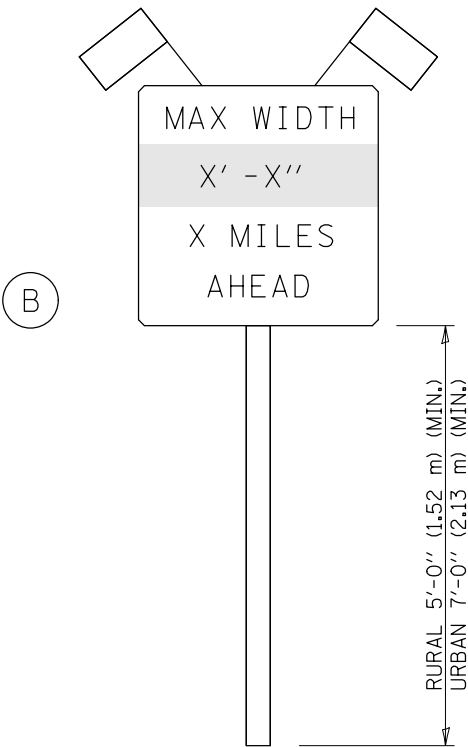 MAX WIDTH
X' -X''
X MILES
AHEAD
B
RURAL 5'-0'' (1.52 m) (MIN.)
URBAN 7'-0'' (2.13 m) (MIN.)